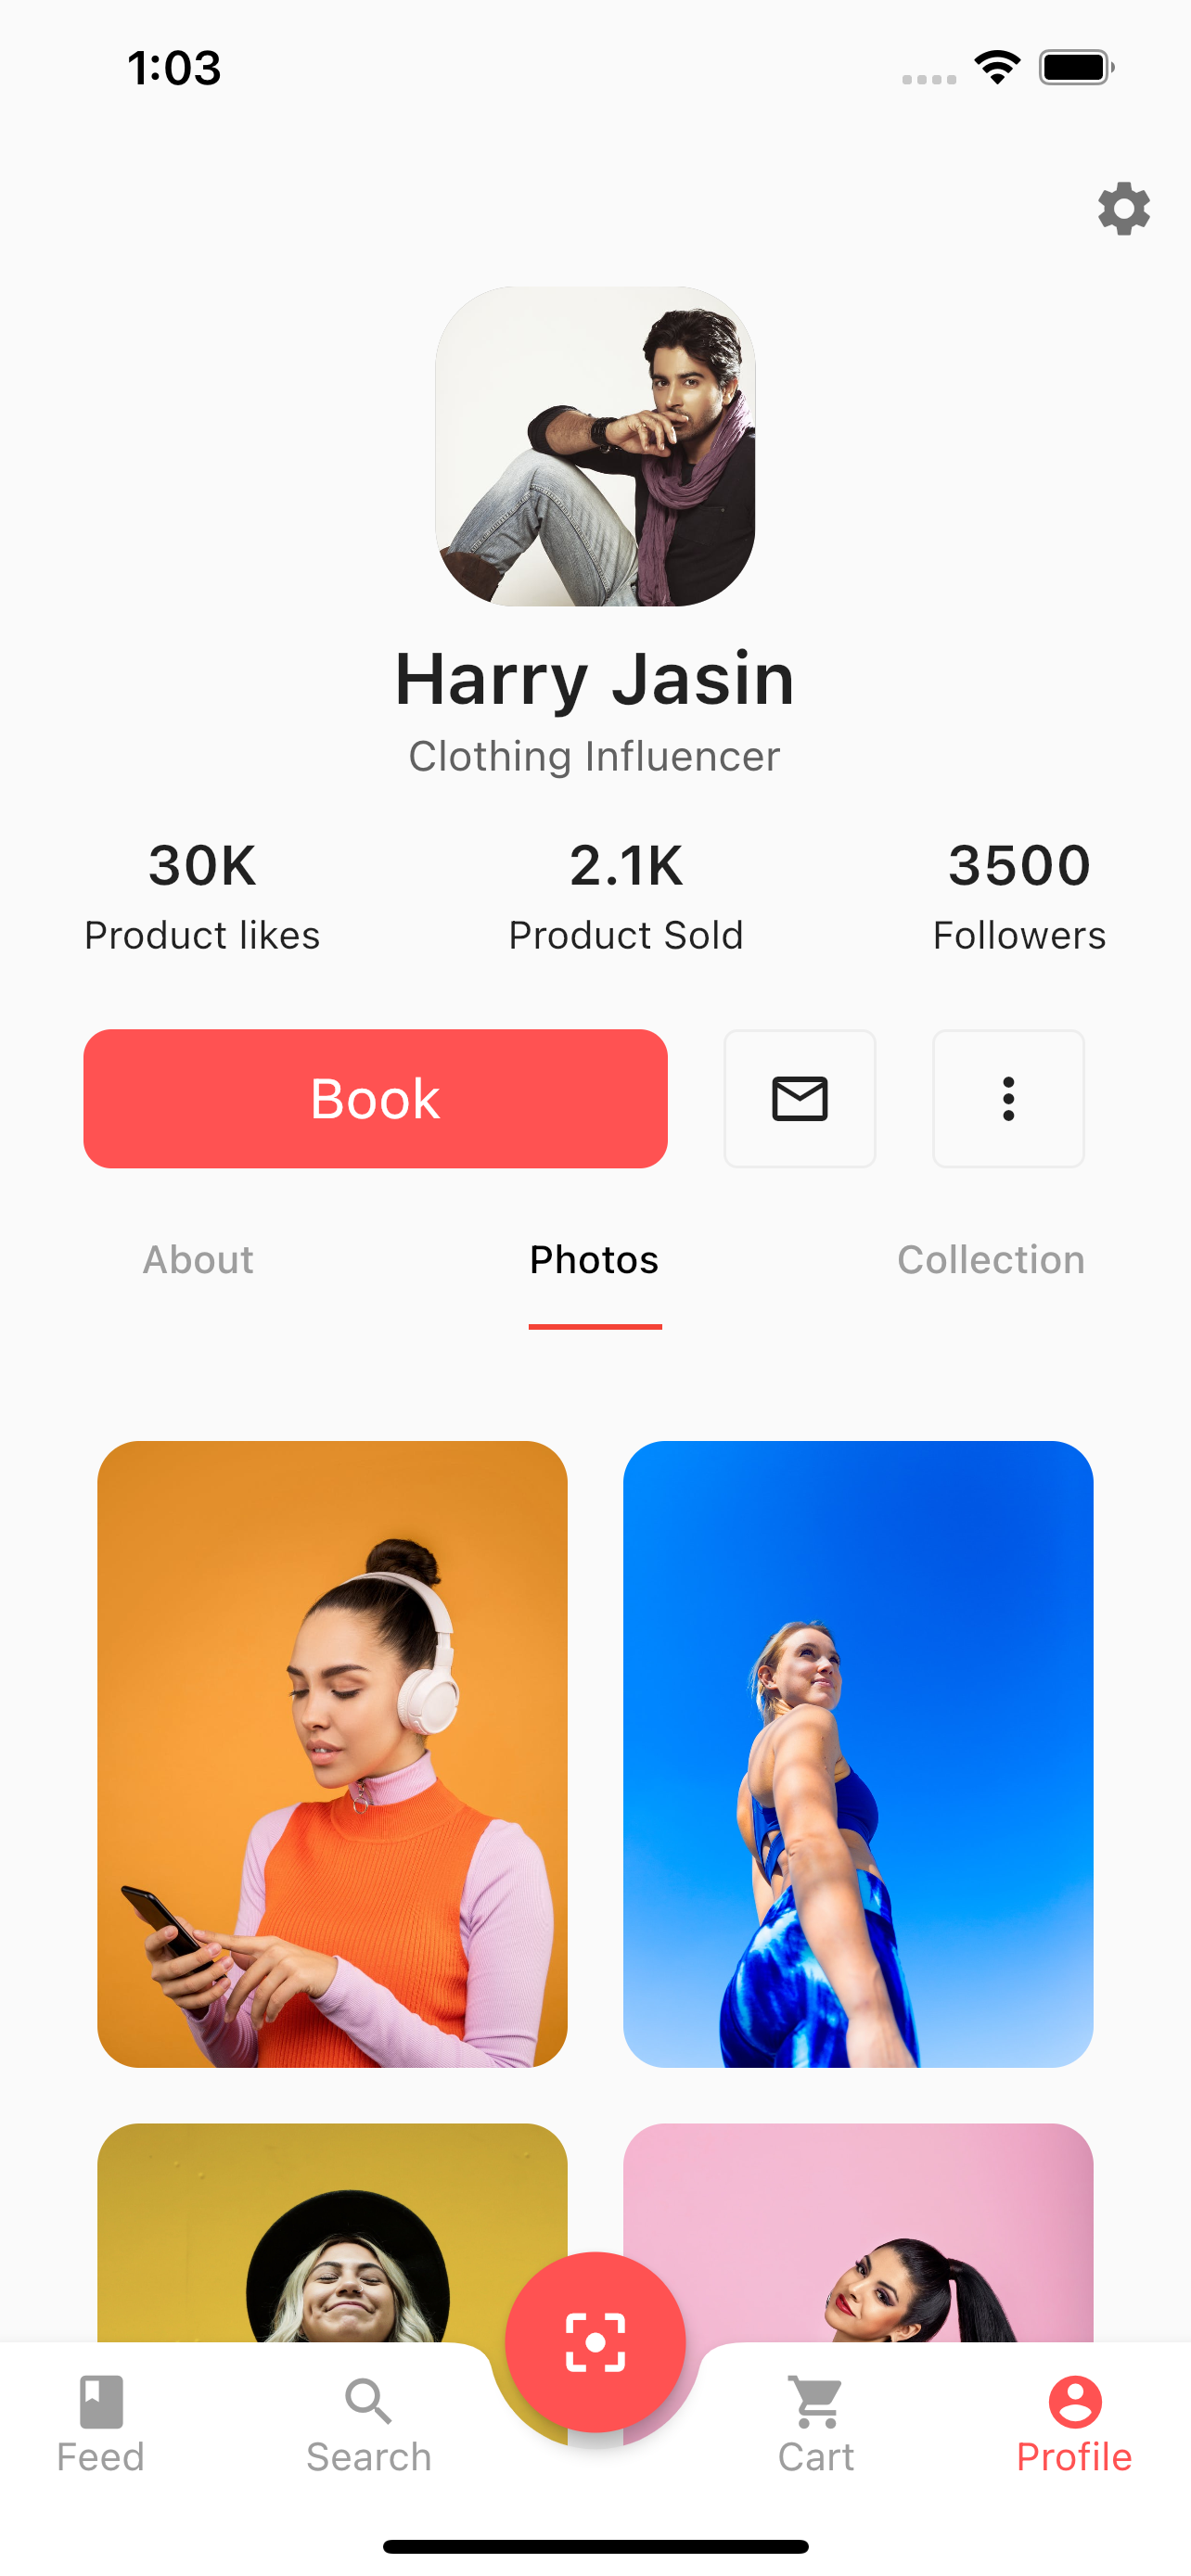 1:03
Harry Jasin
Clothing Influencer
30K 2.1K 3500
Product likes Product Sold Followers
Book
About Photos Collection
Feed Search Cart Profile